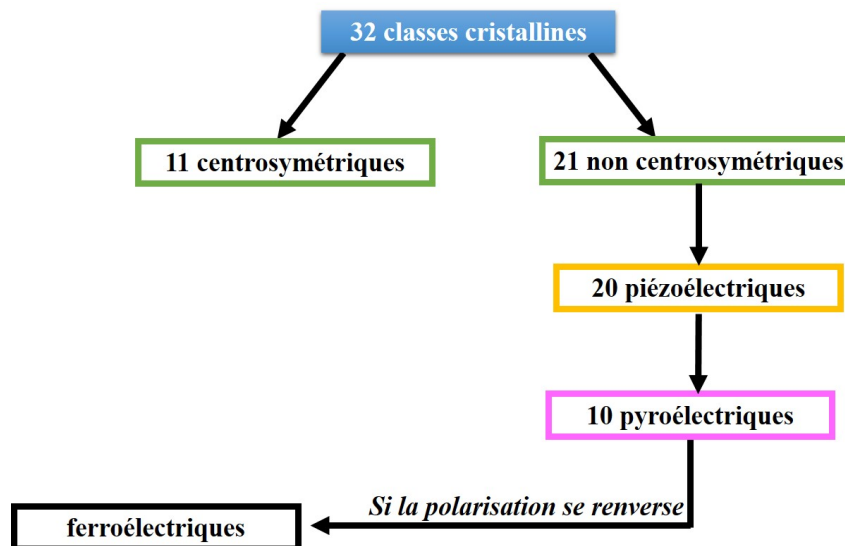 32 classes cristallines
11 centrosymétriques
21 non centrosymétriques
20 piézoélectriques
10 pyroélectriques
Si la polarisation se renverse
ferroélectriques